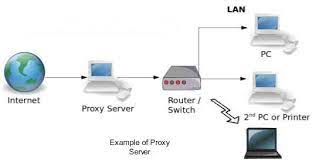 LAN
PC
Internet
Proxy Server
Router /
Switch
2nd PC or Printer
Example of Proxy
Server